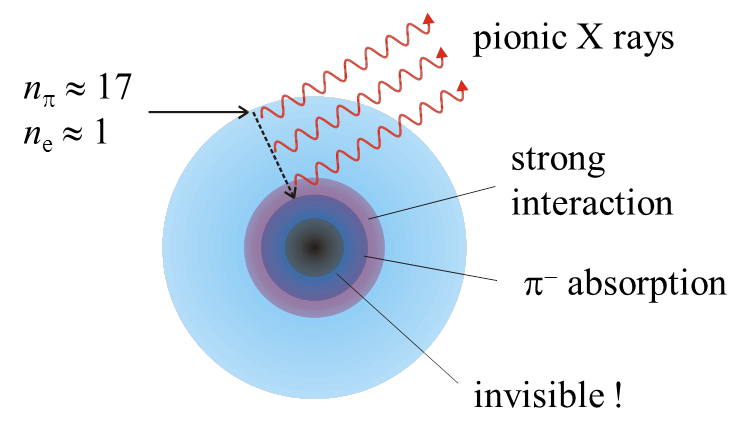 pionic X rays
nπ ≈ 17
ne ≈ 1
strong
interaction
π− absorption
invisible !